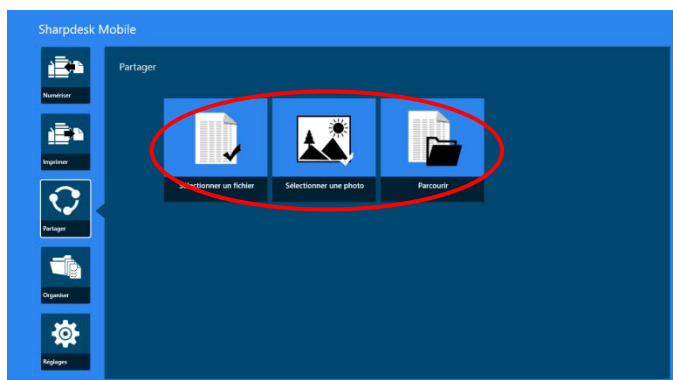 Sharpdesk Mobile
Partager
Numériser
Imprimer
Partager
Organiser
Réglages
Sélectionner un fichier
Sélectionner une photo
Parcourir